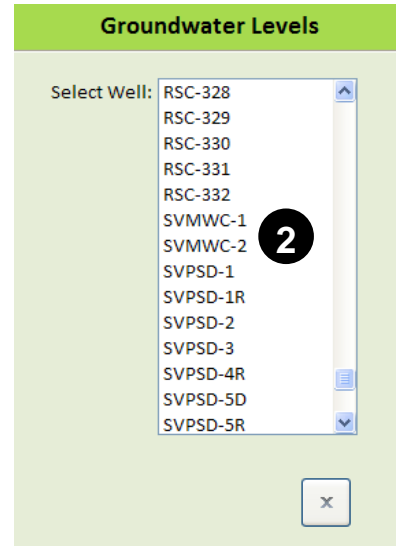 Groundwater Levels
Select Well: RSC-328
RSC-329
RSC-330
RSC-331
RSC-332
SVMWC-1
SVMWC-2
2
SVPSD-1
SVPSD-1R
SVPSD-2
SVPSD-3
SVPSD-4R
SVPSD-5D
SVPSD-5R
x